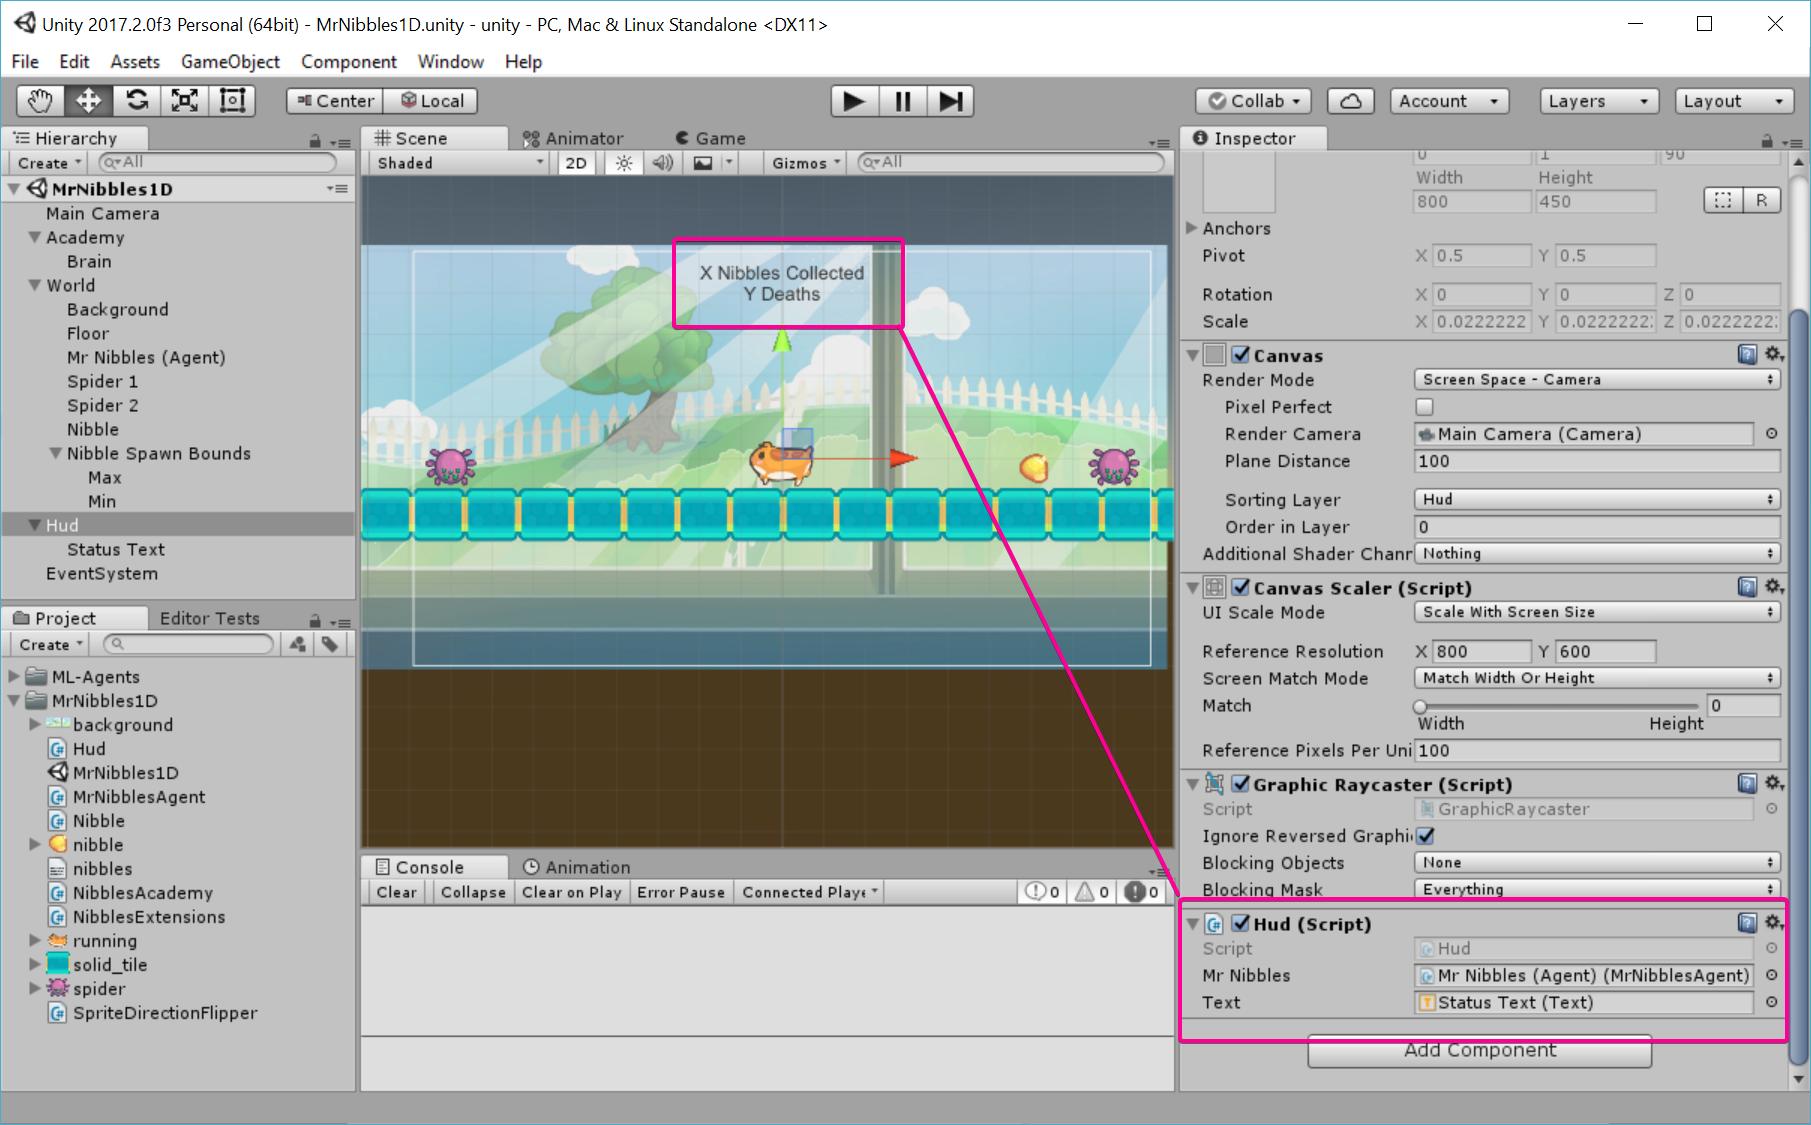 Unity 2017.2.0f3 Personal (64bit) - MrNibbles1D.unity - unity - PC, Mac & Linux Standalone <DX11>
File Edit Assets GameObject Component Window Help
Center Local Collab Account Layers Layout
Hierarchy
Create All
MrNibbles1D
Main Camera
Academy
Brain
World
Background
Floor
Mr Nibbles (Agent)
Spider 1
Spider 2
Nibble
Nibble Spawn Bounds
Max
Min
Hud
Status Text
EventSystem
Project Editor Tests
Create
ML-Agents
MrNibbles1D
background
Hud
MrNibbles1D
MrNibblesAgent
Nibble
nibble
nibbles
NibblesAcademy
NibblesExtensions
running
solid_tile
spider
SpriteDirectionFlipper
Scene Animator Game
Shaded 2D Gizmos All
X Nibbles Collected
Y Deaths
Console Animation
Clear Collapse Clear on Play Error Pause Connected Playe 0 0 0
Inspector
0 1 90
Width Height
800 450 R
Anchors
Pivot X 0.5 Y 0.5
Rotation X 0 Y 0 Z 0
Scale X 0.0222222 Y 0.0222222 Z 0.0222222
Canvas
Render Mode Screen Space - Camera
Pixel Perfect
Render Camera Main Camera (Camera)
Plane Distance 100
Sorting Layer Hud
Order in Layer 0
Additional Shader Chanr Nothing
Canvas Scaler (Script)
UI Scale Mode Scale With Screen Size
Reference Resolution X 800 Y 600
Screen Match Mode Match Width Or Height
Match 0
Width Height
Reference Pixels Per Uni 100
Graphic Raycaster (Script)
Script GraphicRaycaster
Ignore Reversed Graphi
Blocking Objects None
Blocking Mask Everything
Hud (Script)
Script Hud
Mr Nibbles Mr Nibbles (Agent) (MrNibblesAgent)
Text Status Text (Text)
Add Component